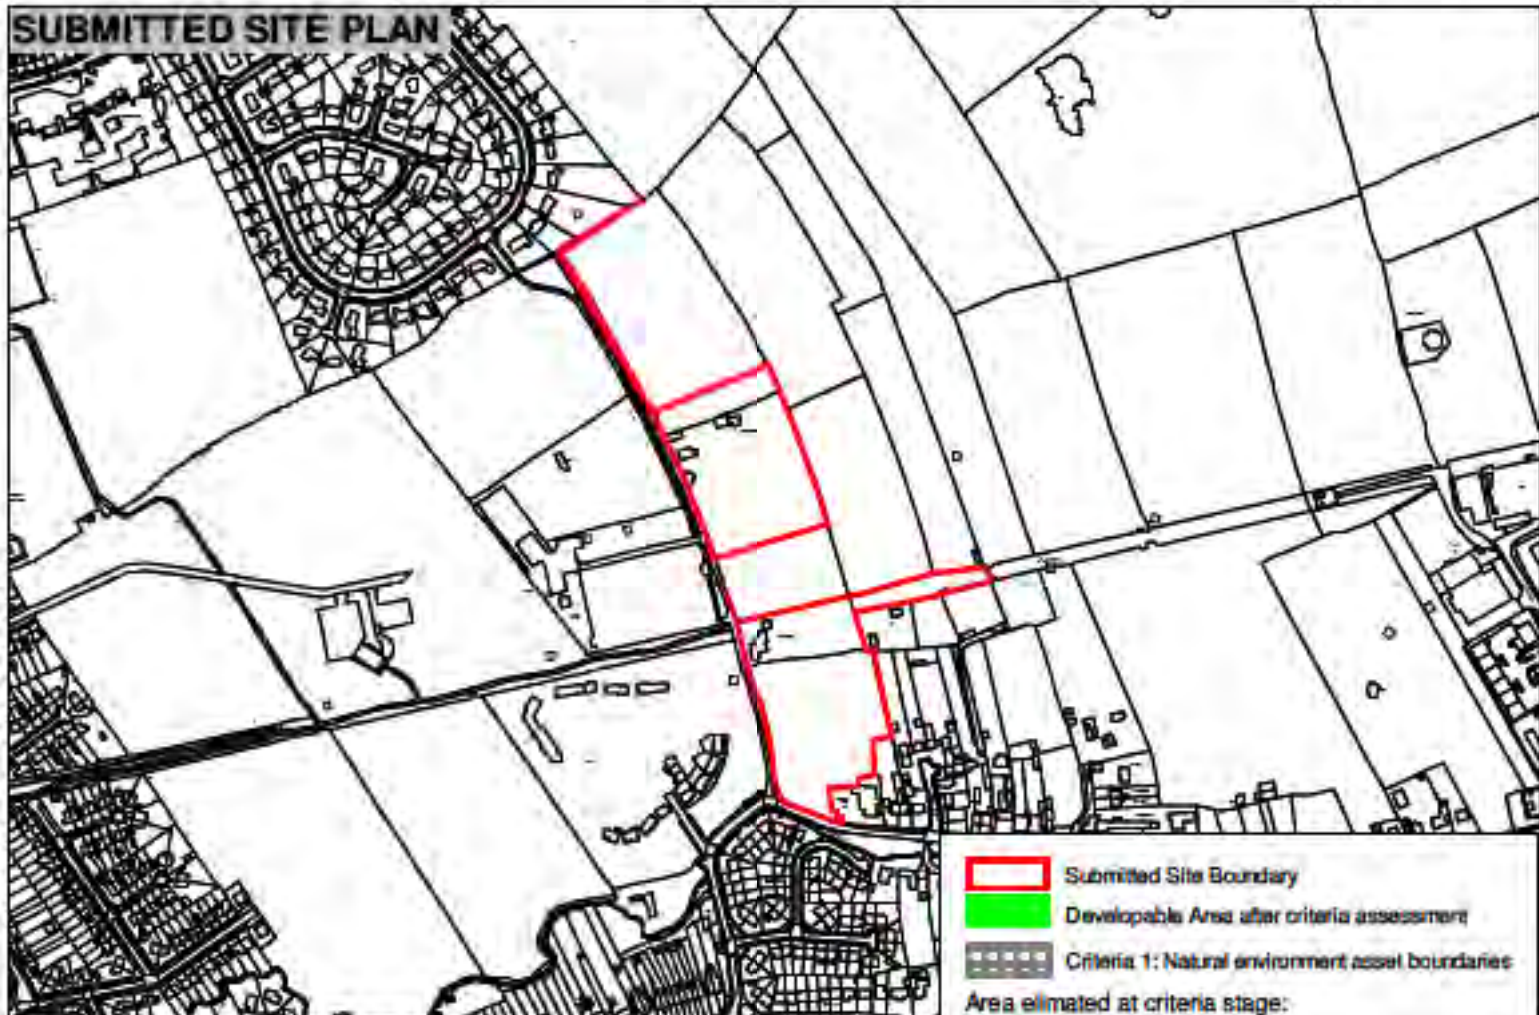 SUBMITTED SITE PLAN
Submitted Site Boundary
Developable Area after criteria assessment
Criteria 1: Natural environment asset boundaries
Area elimated at criteria stage: